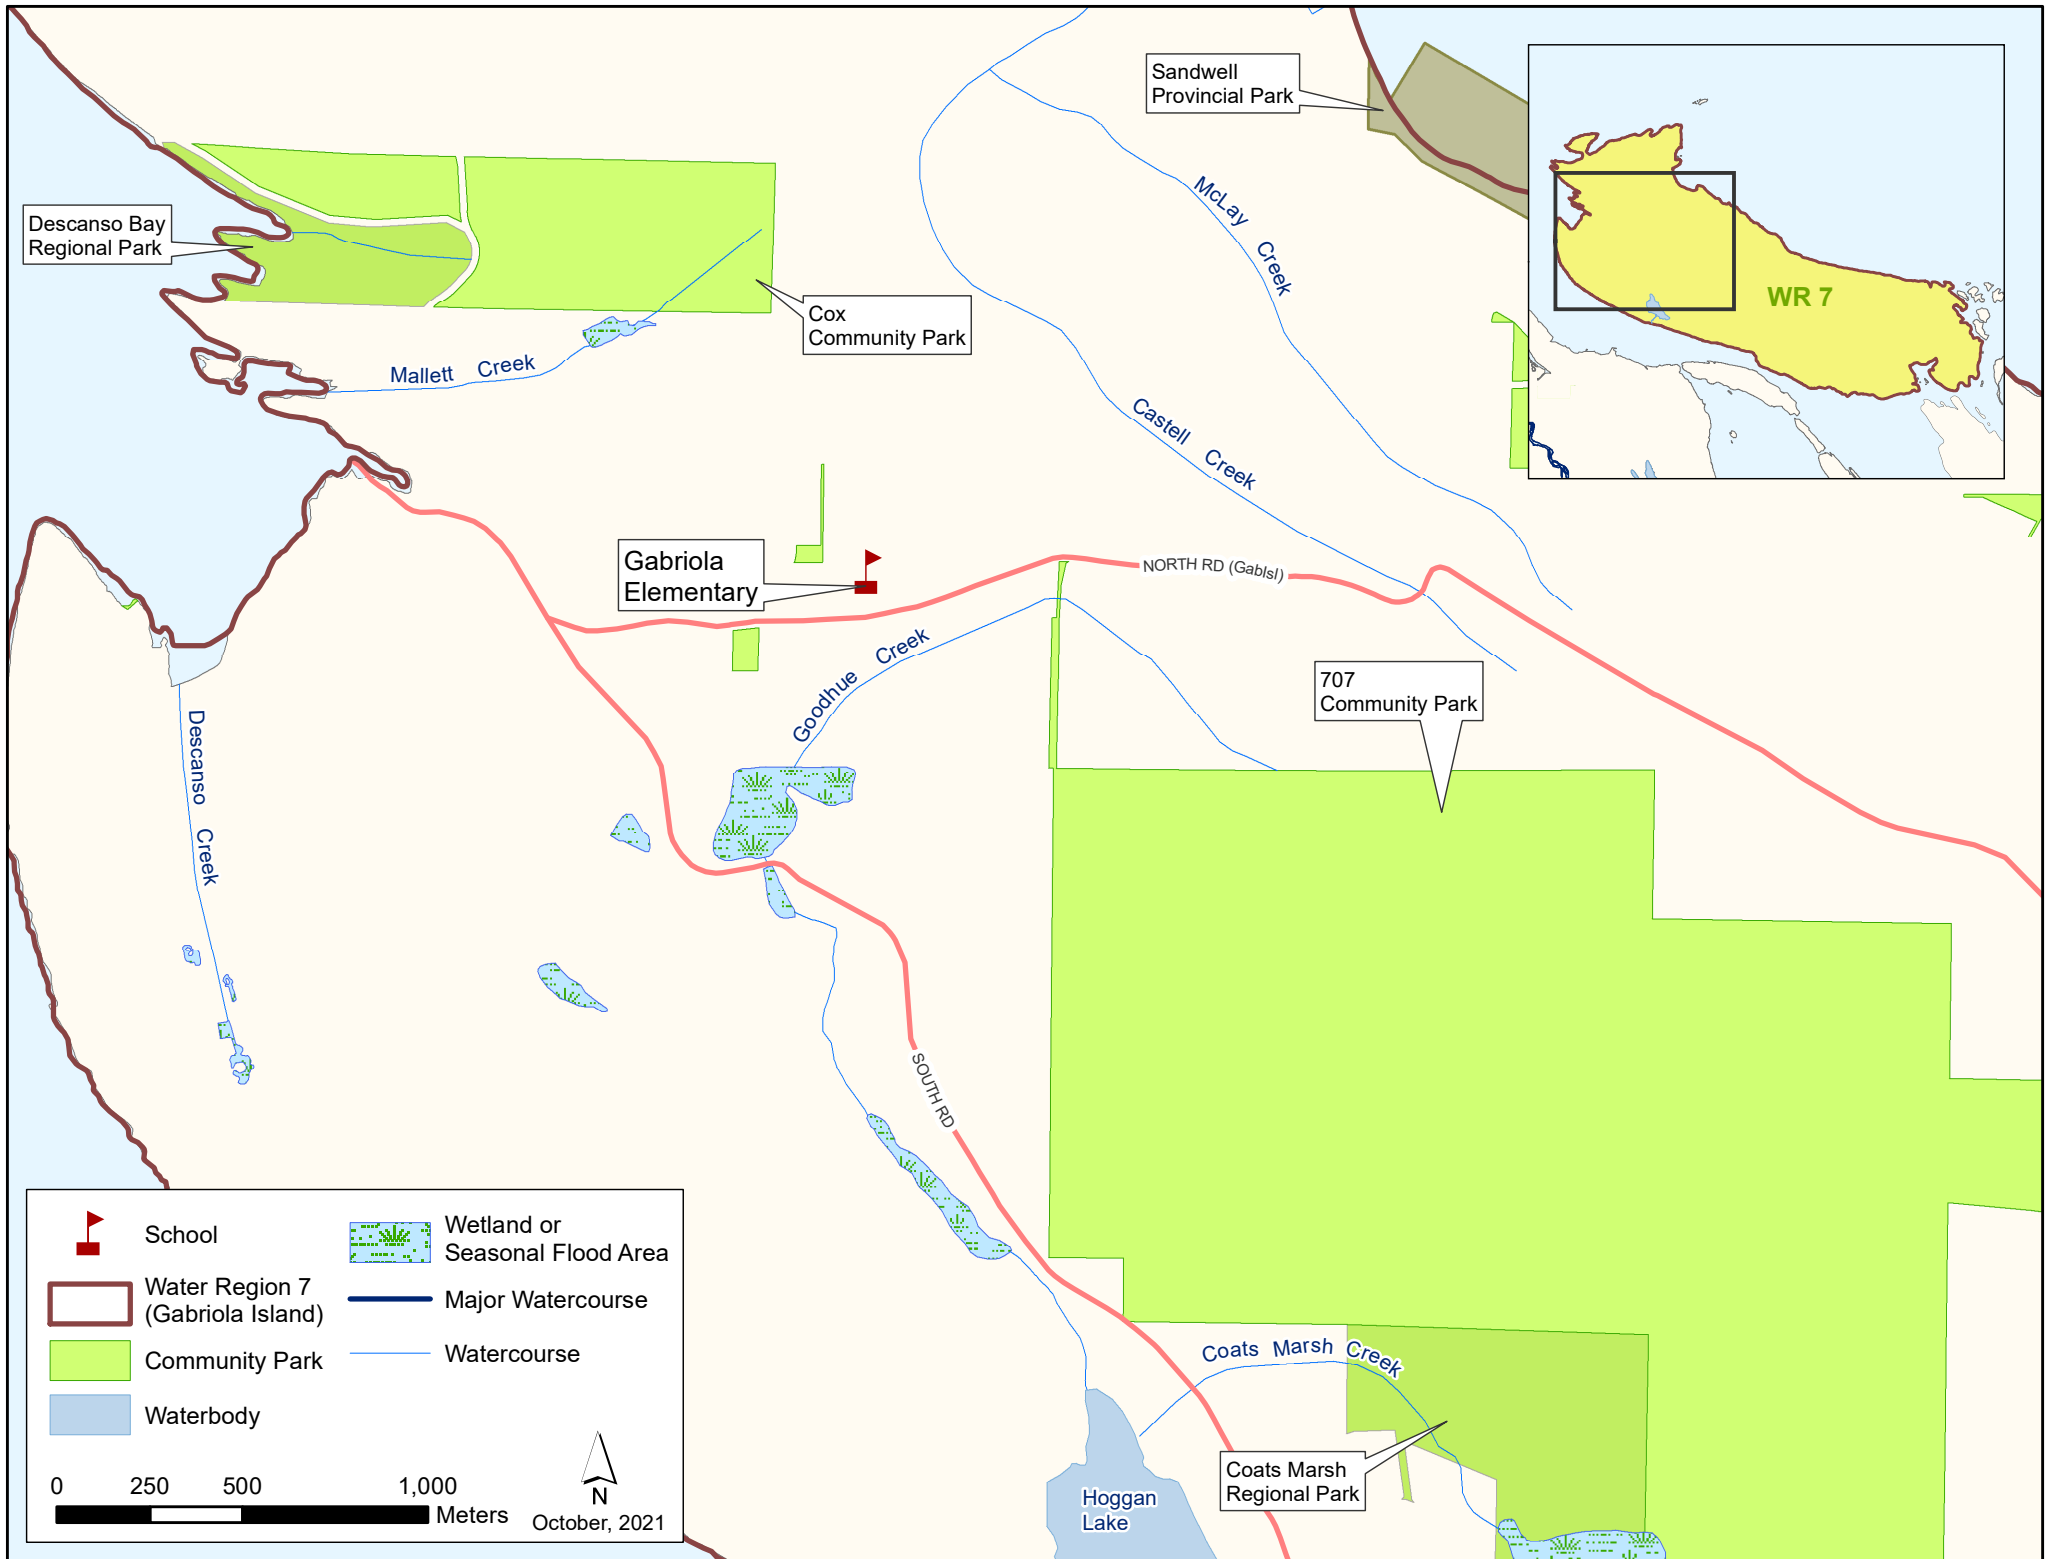 Sandwell
Provincial Park
Descanso Bay
Regional Park
McLay Creek
WR 7
Cox
Community Park
Mallett Creek
Castell Creek
Gabriola
Elementary
NORTH RD (GabIsl)
Goodhue Creek
707
Community Park
Descanso Creek
SOUTH RD
Coats Marsh Creek
Coats Marsh
Regional Park
Hoggan
Lake
School
Water Region 7
(Gabriola Island)
Community Park
Waterbody
Wetland or
Seasonal Flood Area
Major Watercourse
Watercourse
0 250 500 1,000
Meters
N
October, 2021